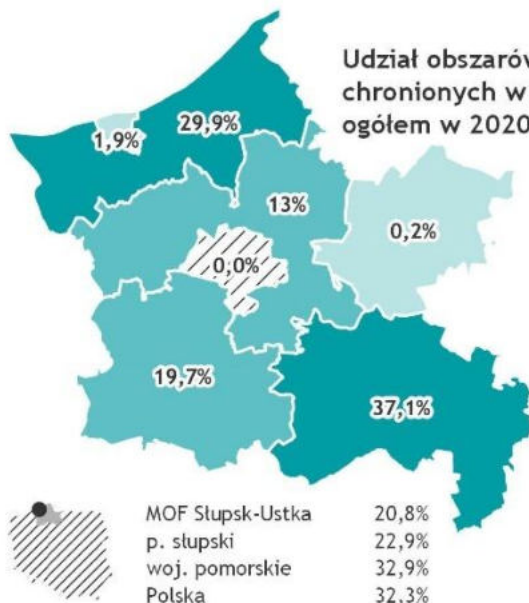 Udział obszarów
chronionych w
ogółem w 2020
1,9%
29,9%
13%
0,2%
0,0%
19,7%
37,1%
MOF Słupsk-Ustka 20,8%
p. słupski 22,9%
woj. pomorskie 32,9%
Polska 32,3%